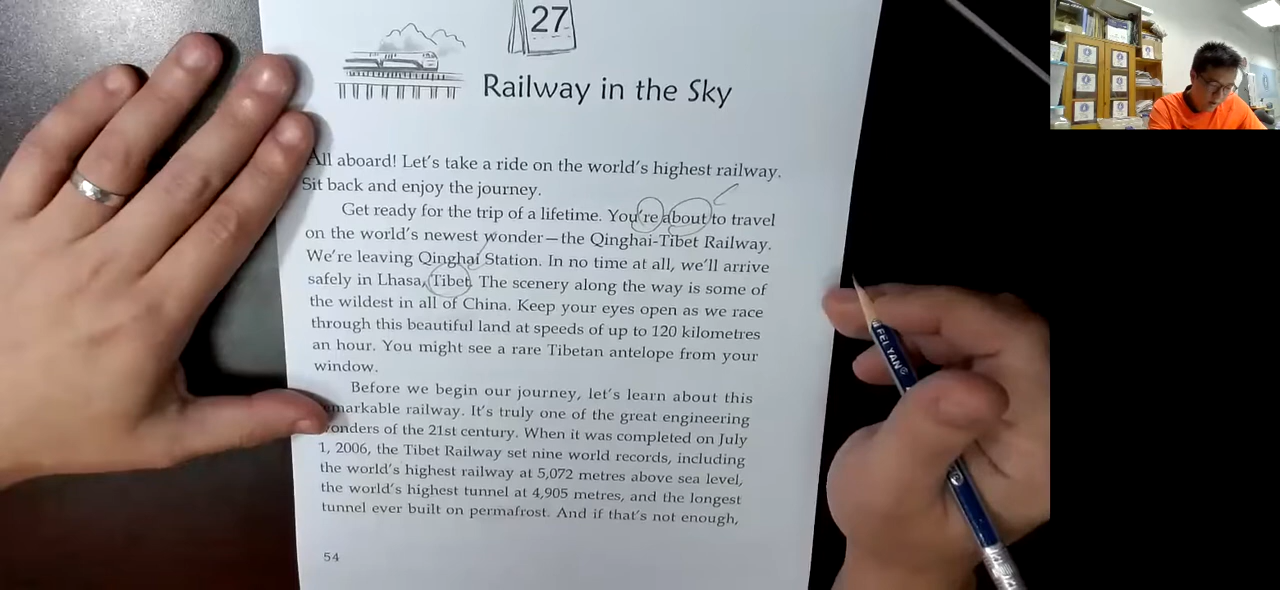 27
Railway in the Sky
All aboard! Let's take a ride on the world's highest railway.
Sit back and enjoy the journey.
Get ready for the trip of a lifetime. You're about to travel
on the world's newest wonder—the Qinghai-Tibet Railway.
We're leaving Qinghai Station. In no time at all, we'll arrive
safely in Lhasa, Tibet. The scenery along the way is some of
the wildest in all of China. Keep your eyes open as we race
through this beautiful land at speeds of up to 120 kilometres
an hour. You might see a rare Tibetan antelope from your
window.
Before we begin our journey, let's learn about this
remarkable railway. It's truly one of the great engineering
wonders of the 21st century. When it was completed on July
1, 2006, the Tibet Railway set nine world records, including
the world's highest railway at 5,072 metres above sea level,
the world's highest tunnel at 4,905 metres, and the longest
tunnel ever built on permafrost. And if that's not enough,
54
FEI YAN®